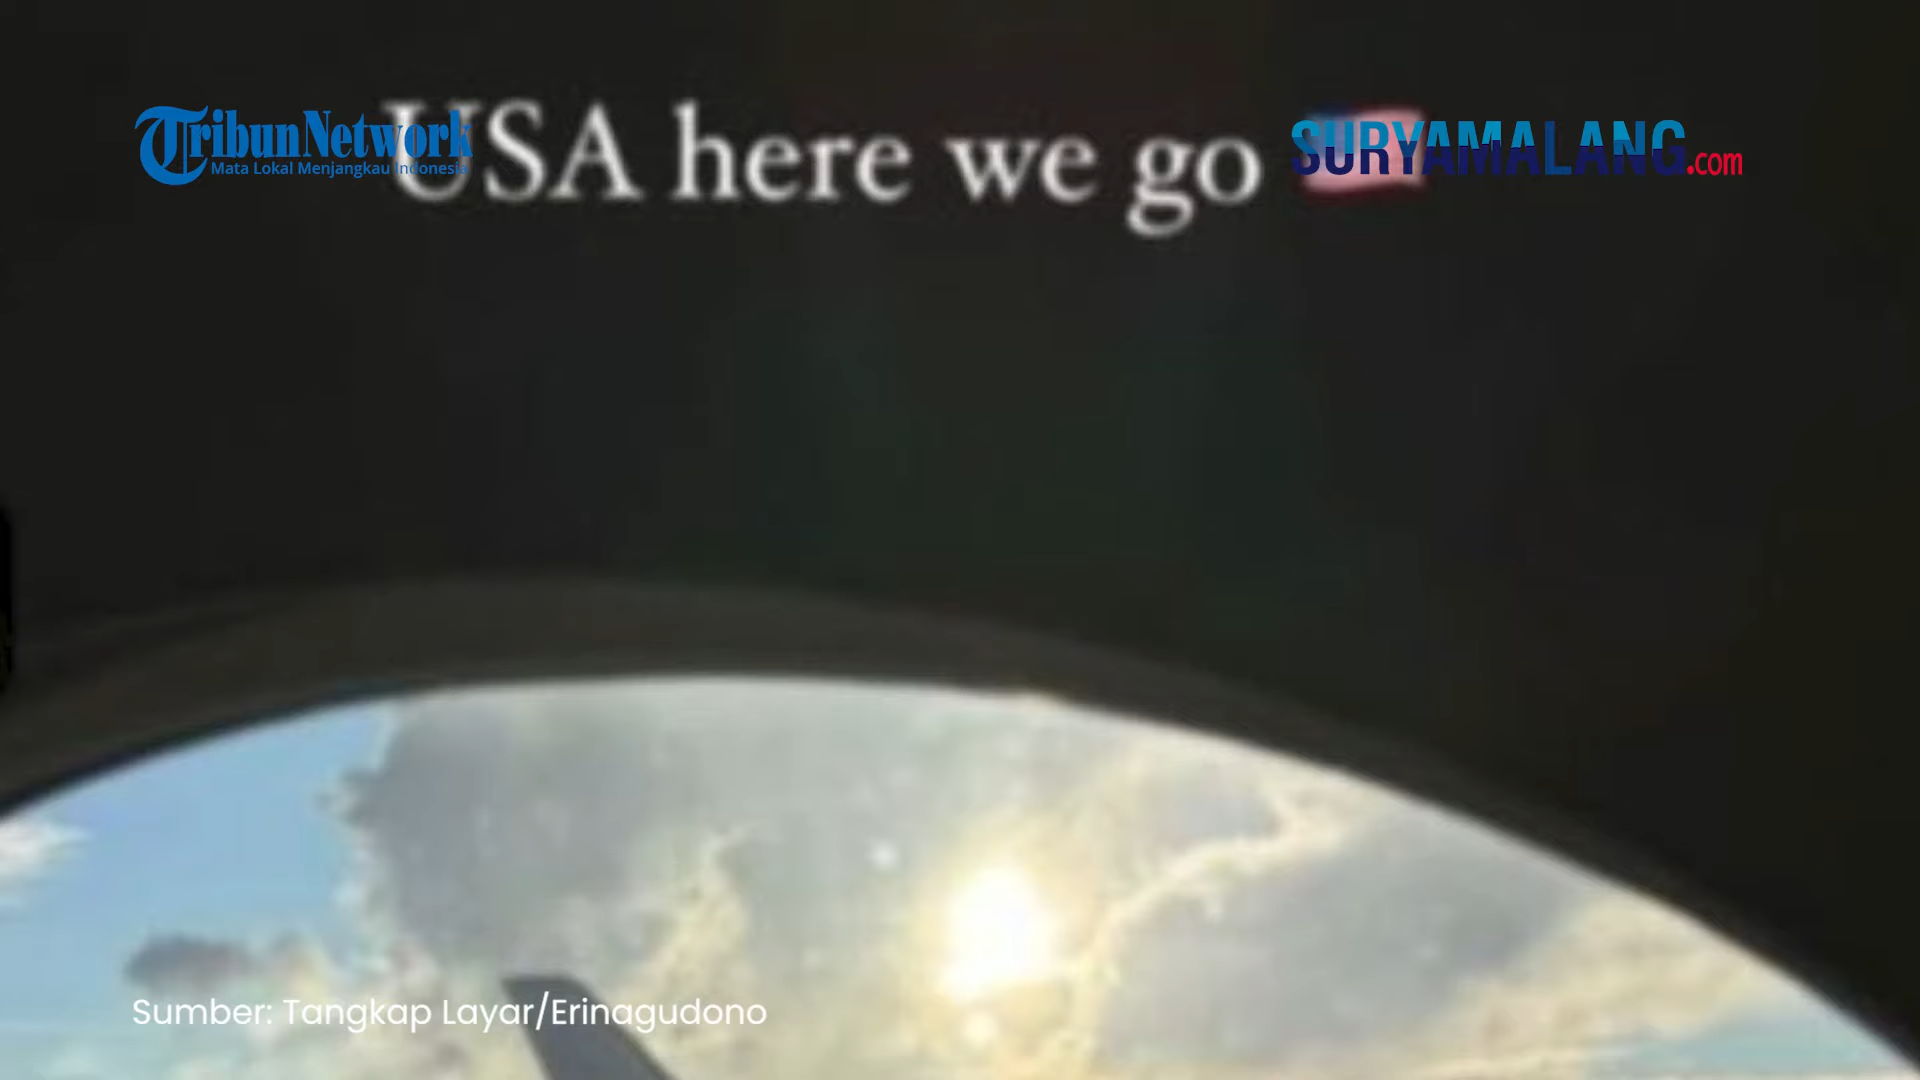 TribunNetwork
Mata Lokal Menjangkau Indonesia
USA here we go
SURYAMALANG.com
Sumber: Tangkap Layar/Erinagudono